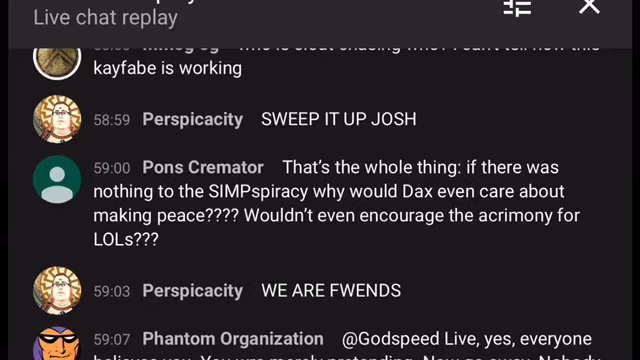 Live chat replay
kayfabe is working
58:59 Perspicacity SWEEP IT UP JOSH
59:00 Pons Cremator That's the whole thing: if there was
nothing to the SIMPspiracy why would Dax even care about
making peace???? Wouldn't even encourage the acrimony for
LOLs???
59:03 Perspicacity WE ARE FWENDS
59:07 Phantom Organization @Godspeed Live, yes, everyone